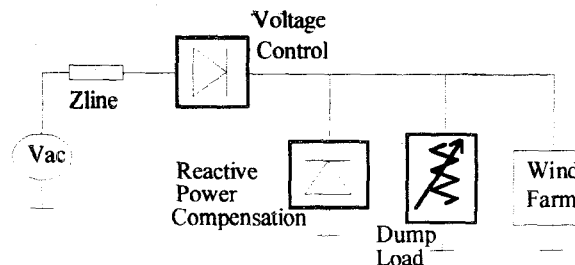 Voltage
Control
Zline
Vac
Reactive
Power
Compensation
Dump
Load
Wind
Farm